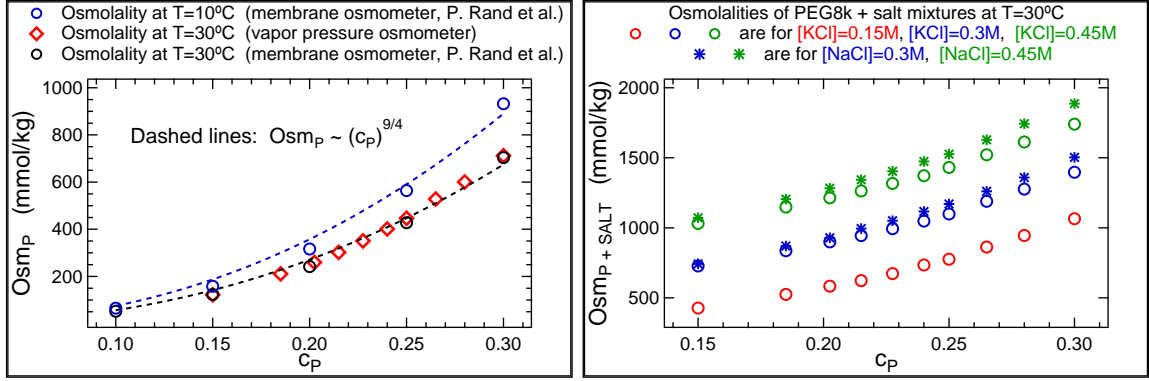 Osmolality at T=10ºC (membrane osmometer, P. Rand et al.)
Osmolality at T=30ºC (vapor pressure osmometer)
Osmolality at T=30ºC (membrane osmometer, P. Rand et al.)
1000
800
600
400
200
Osm_P (mmol/kg)
Dashed lines: Osm_P ~ (c_P)^9/4
0.10 0.15 0.20 0.25 0.30
c_P
Osmolalities of PEG8k + salt mixtures at T=30ºC
are for [KCl]=0.15M, [KCl]=0.3M, [KCl]=0.45M
are for [NaCl]=0.3M, [NaCl]=0.45M
2000
1500
1000
500
Osm_P + SALT (mmol/kg)
0.15 0.20 0.25 0.30
c_P